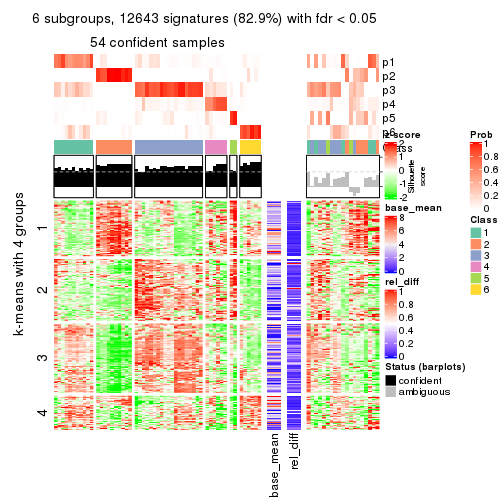 6 subgroups, 12643 signatures (82.9%) with fdr < 0.05
54 confident samples
p1
p2
p3
p4
p5
p6
Class
z-score
2
1
0
-1
-2
Silhouette
score
Prob
1
0.8
0.6
0.4
0.2
0
base_mean
8
6
4
2
0
Class
1
2
3
4
5
6
rel_diff
1
0.8
0.6
0.4
0.2
0
Status (barplots)
confident
ambiguous
k-means with 4 groups
1
2
3
4
base_mean
rel_diff